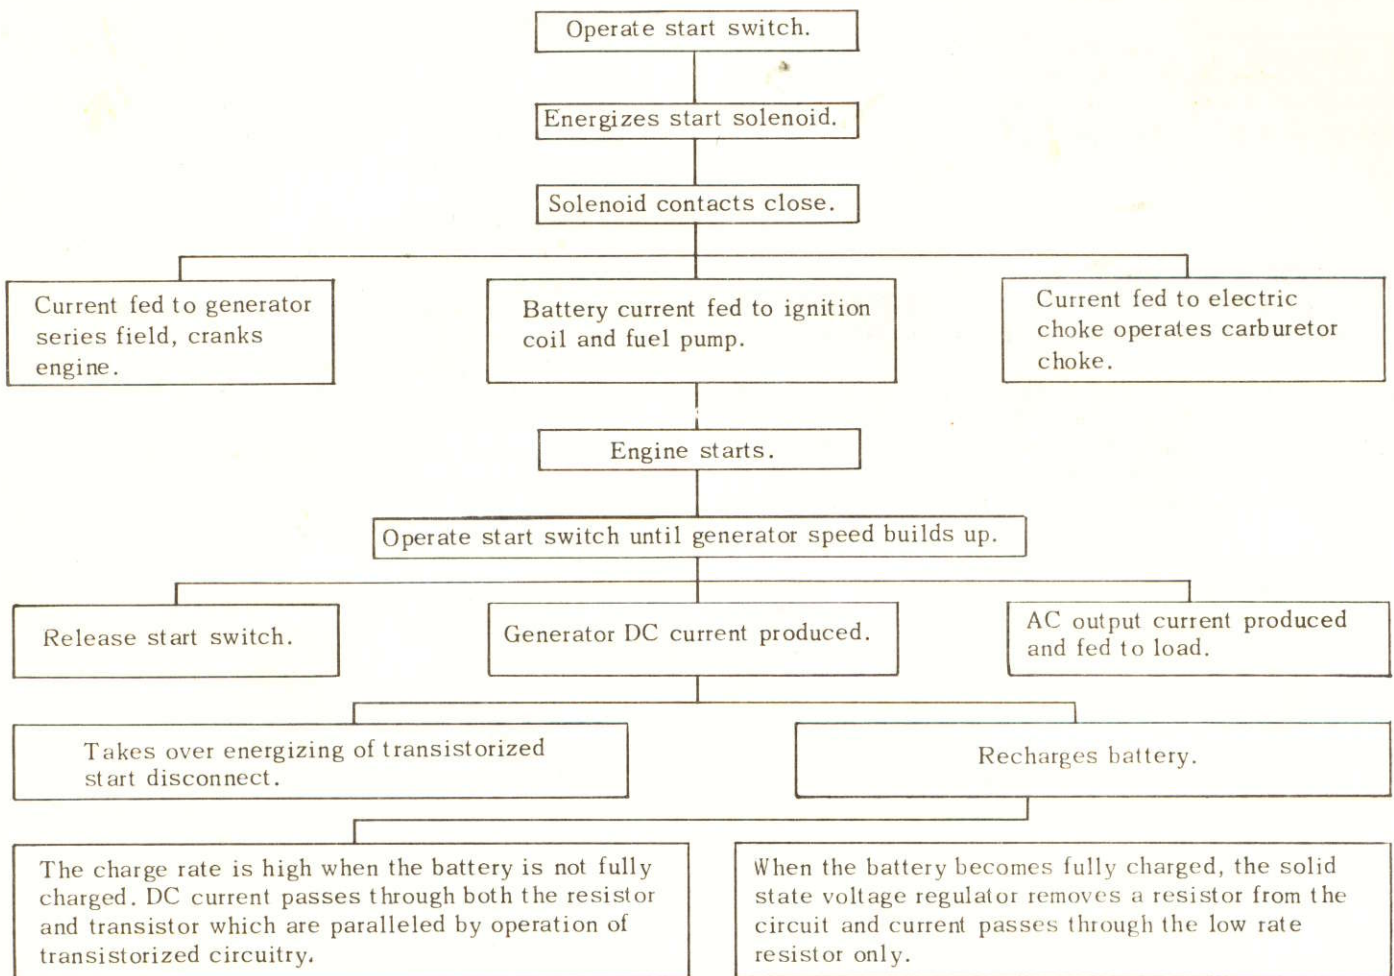 Operate start switch.
Energizes start solenoid.
Solenoid contacts close.
Current fed to generator
series field, cranks
engine.
Battery current fed to ignition
coil and fuel pump.
Current fed to electric
choke operates carburetor
choke.
Engine starts.
Operate start switch until generator speed builds up.
Release start switch.
Generator DC current produced.
AC output current produced
and fed to load.
Takes over energizing of transistorized
start disconnect.
Recharges battery.
The charge rate is high when the battery is not fully
charged. DC current passes through both the resistor
and transistor which are paralleled by operation of
transistorized circuitry.
When the battery becomes fully charged, the solid
state voltage regulator removes a resistor from the
circuit and current passes through the low rate
resistor only.